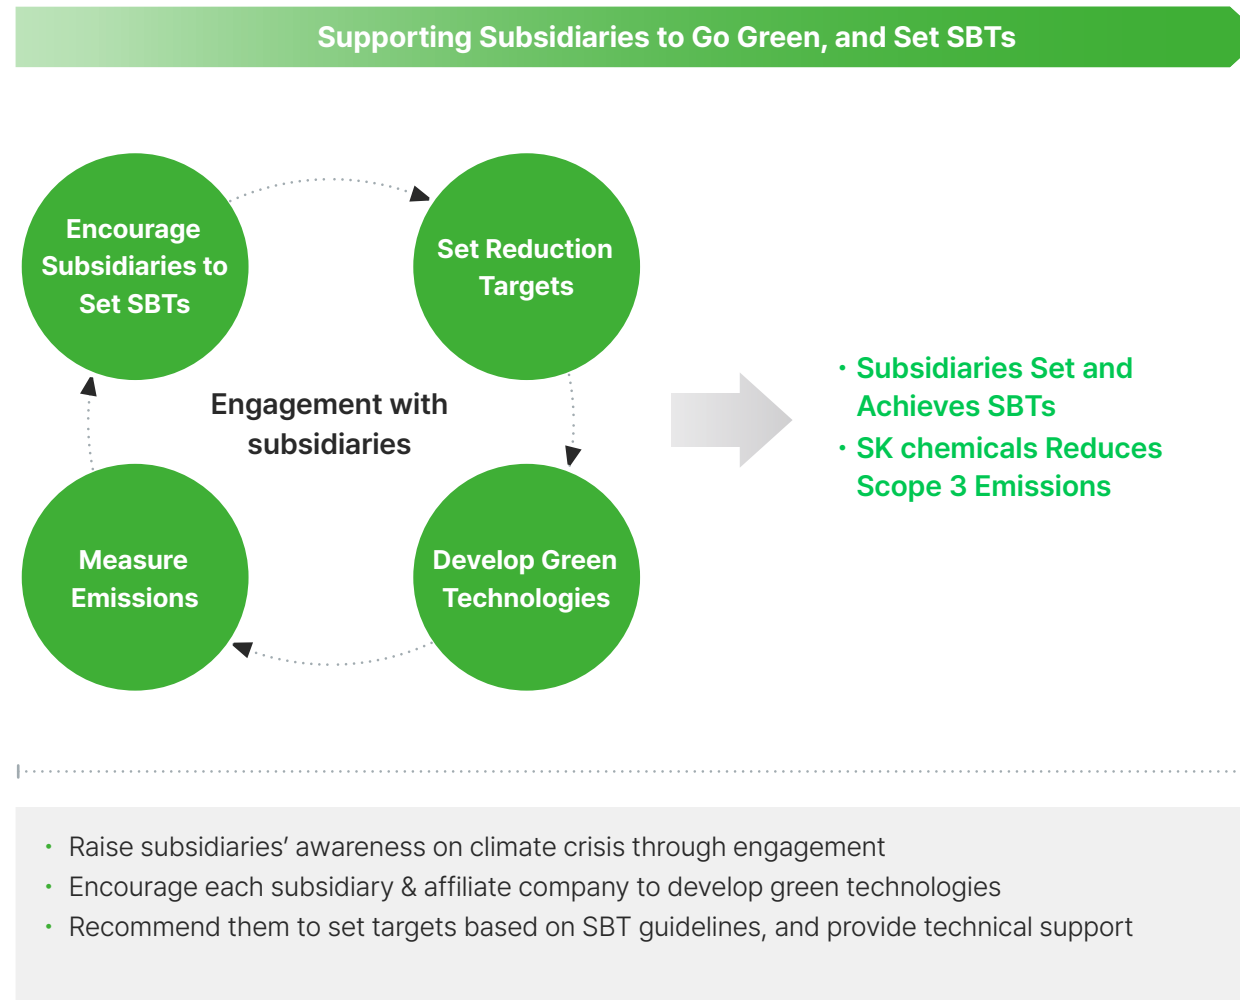 Supporting Subsidiaries to Go Green, and Set SBTs
Encourage
Subsidiaries to
Set SBTs
Set Reduction
Targets
Engagement with
subsidiaries
Measure
Emissions
Develop Green
Technologies
· Subsidiaries Set and
Achieves SBTs
· SK chemicals Reduces
Scope 3 Emissions
· Raise subsidiaries’ awareness on climate crisis through engagement
· Encourage each subsidiary & affiliate company to develop green technologies
· Recommend them to set targets based on SBT guidelines, and provide technical support